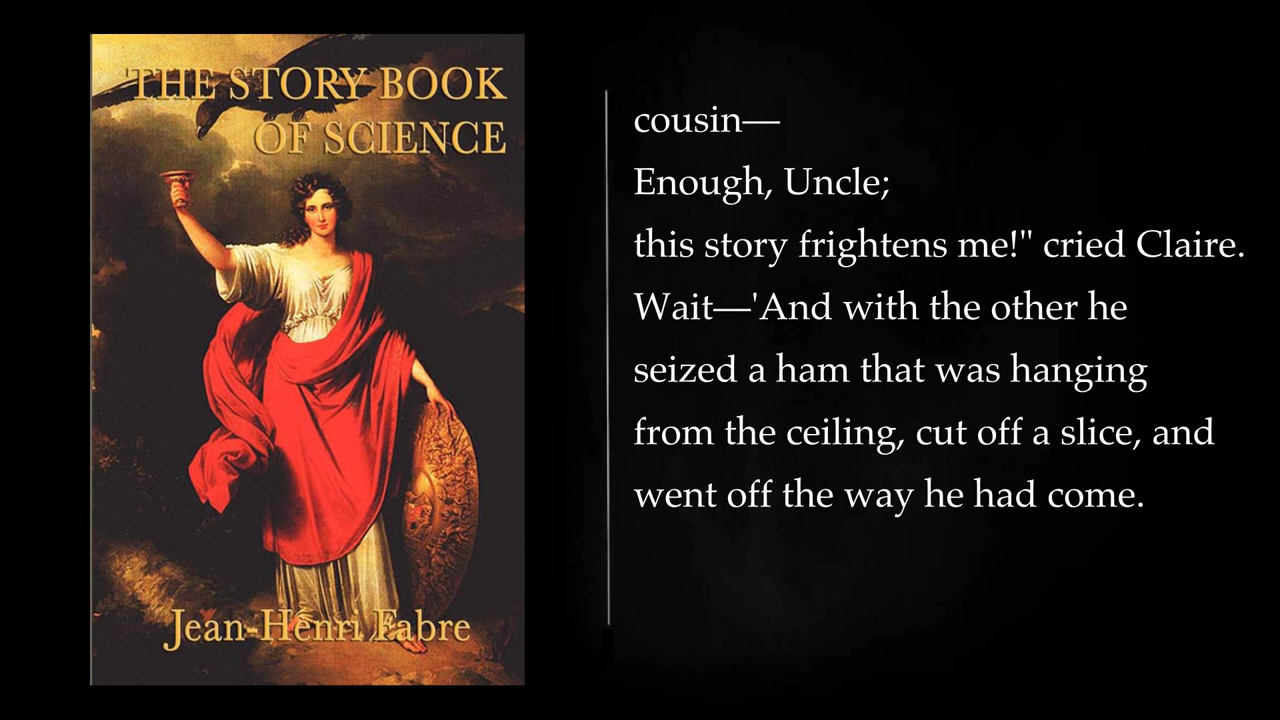 THE STORY BOOK
OF SCIENCE
Jean-Henri Fabre
cousin—
Enough, Uncle;
this story frightens me!" cried Claire.
Wait—'And with the other he
seized a ham that was hanging
from the ceiling, cut off a slice, and
went off the way he had come.